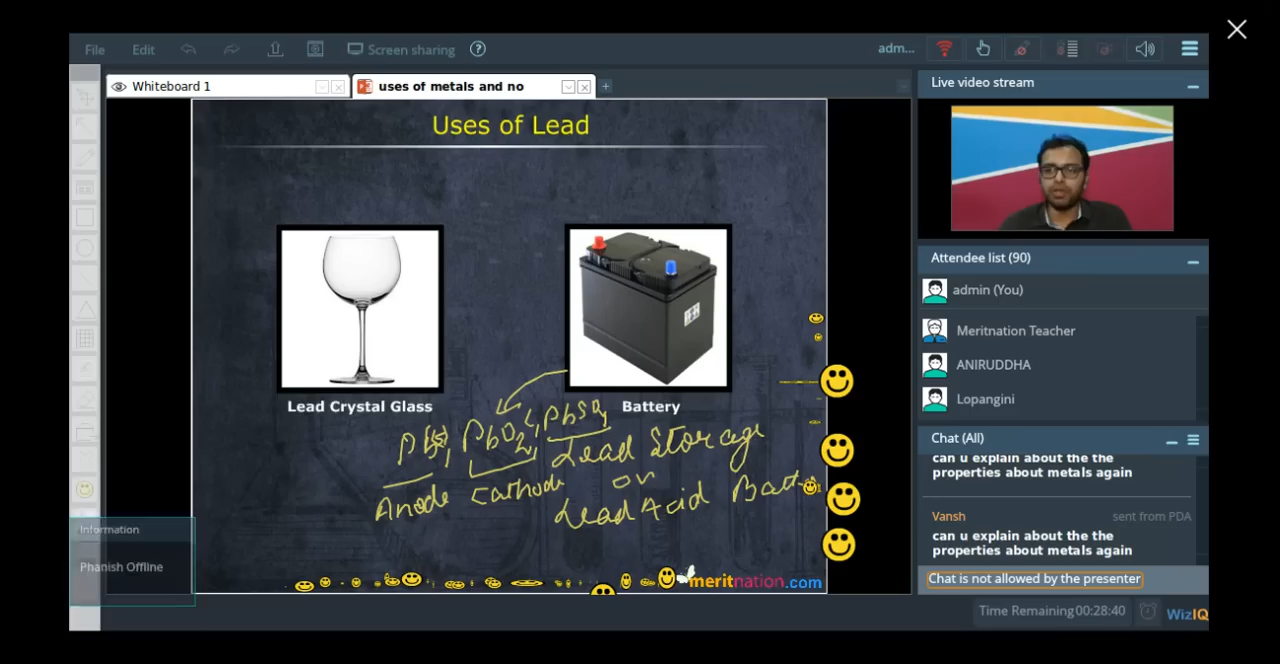 File Edit Screen sharing ? adm...
Whiteboard 1
uses of metals and no
Uses of Lead
Lead Crystal Glass
Battery
Pb(s), PbO2, PbSO4
Anode Cathode
Lead Storage
or
Lead Acid
meritnation.com
Information
Phanish Offline
Live video stream
Attendee list (90)
admin (You)
Meritnation Teacher
ANIRUDDHA
Lopangini
Chat (All)
can u explain about the the
properties about metals again
Vansh sent from PDA
can u explain about the the
properties about metals again
Chat is not allowed by the presenter
Time Remaining 00:28:40
WizIQ